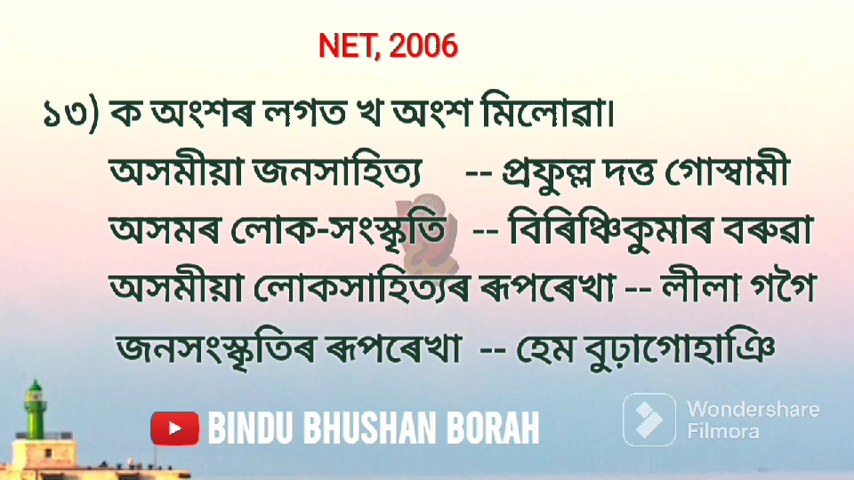 NET, 2006
১৩) ক অংশৰ লগত খ অংশ মিলোৱা।
অসমীয়া জনসাহিত্য -- প্ৰফুল্ল দত্ত গোস্বামী
অসমৰ লোক-সংস্কৃতি -- বিৰিঞ্চিকুমাৰ বৰুৱা
অসমীয়া লোকসাহিত্যৰ ৰূপৰেখা -- লীলা গগৈ
জনসংস্কৃতিৰ ৰূপৰেখা -- হেম বুঢ়াগোহাঞি
BINDU BHUSHAN BORAH
Wondershare
Filmora